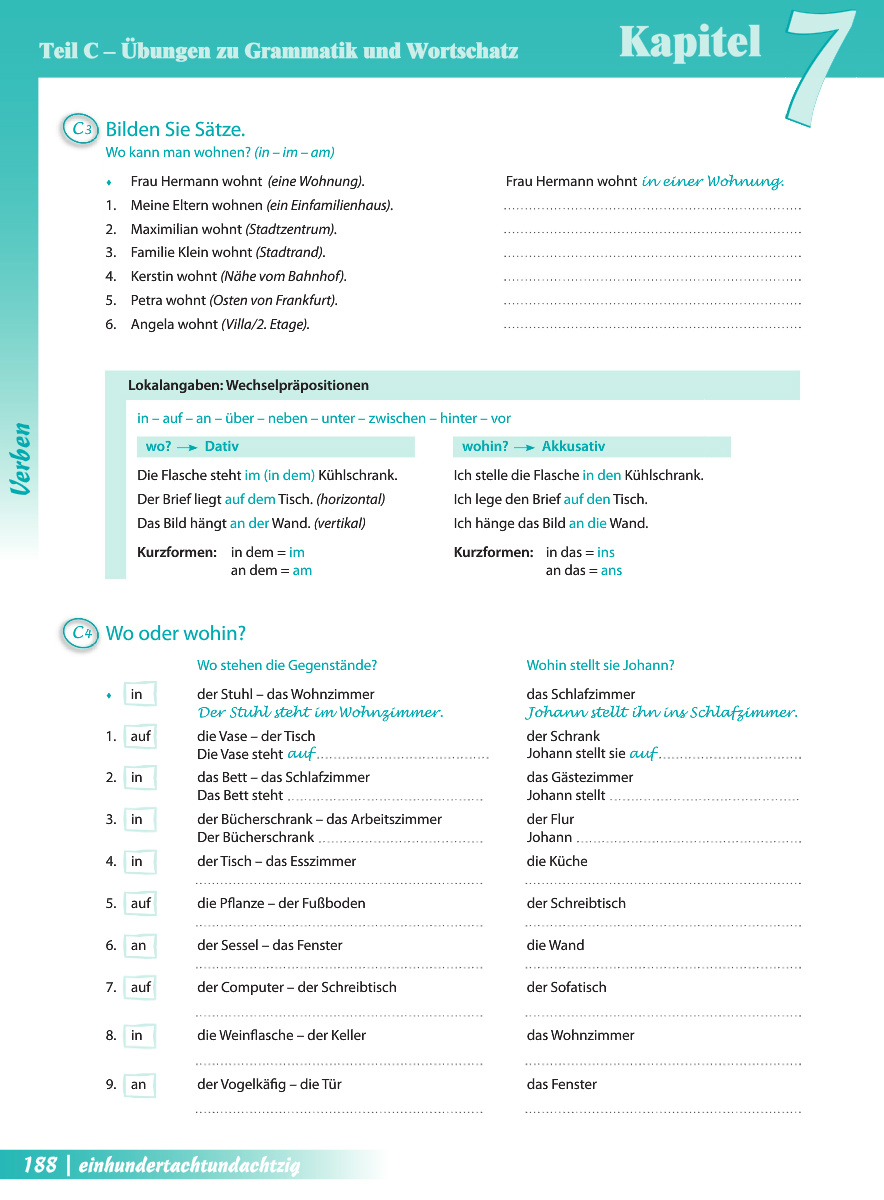 Teil C – Übungen zu Grammatik und Wortschatz
Kapitel 7
C3 Bilden Sie Sätze.
Wo kann man wohnen? (in – im – am)
♦ Frau Hermann wohnt (eine Wohnung). Frau Hermann wohnt in einer Wohnung.
1. Meine Eltern wohnen (ein Einfamilienhaus).
2. Maximilian wohnt (Stadtzentrum).
3. Familie Klein wohnt (Stadtrand).
4. Kerstin wohnt (Nähe vom Bahnhof).
5. Petra wohnt (Osten von Frankfurt).
6. Angela wohnt (Villa/2. Etage).
Verben
Lokalangaben: Wechselpräpositionen
in – auf – an – über – neben – unter – zwischen – hinter – vor
wo? → Dativ wohin? → Akkusativ
Die Flasche steht im (in dem) Kühlschrank. Ich stelle die Flasche in den Kühlschrank.
Der Brief liegt auf dem Tisch. (horizontal) Ich lege den Brief auf den Tisch.
Das Bild hängt an der Wand. (vertikal) Ich hänge das Bild an die Wand.
Kurzformen: in dem = im Kurzformen: in das = ins
an dem = am an das = ans
C4 Wo oder wohin?
Wo stehen die Gegenstände? Wohin stellt sie Johann?
♦ in der Stuhl – das Wohnzimmer das Schlafzimmer
Der Stuhl steht im Wohnzimmer. Johann stellt ihn ins Schlafzimmer.
1. auf die Vase – der Tisch der Schrank
Die Vase steht auf Johann stellt sie auf
2. in das Bett – das Schlafzimmer das Gästezimmer
Das Bett steht Johann stellt
3. in der Bücherschrank – das Arbeitszimmer der Flur
Der Bücherschrank Johann
4. in der Tisch – das Esszimmer die Küche
5. auf die Pflanze – der Fußboden der Schreibtisch
6. an der Sessel – das Fenster die Wand
7. auf der Computer – der Schreibtisch der Sofatisch
8. in die Weinflasche – der Keller das Wohnzimmer
9. an der Vogelkäfig – die Tür das Fenster
188 | einhundertachtundachtzig